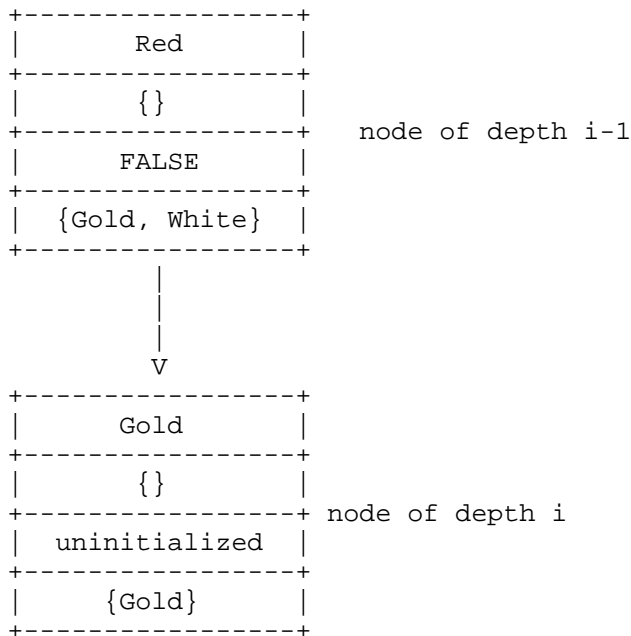 Red
{}
node of depth i-1
FALSE
{Gold, White}
V
Gold
{}
node of depth i
uninitialized
{Gold}